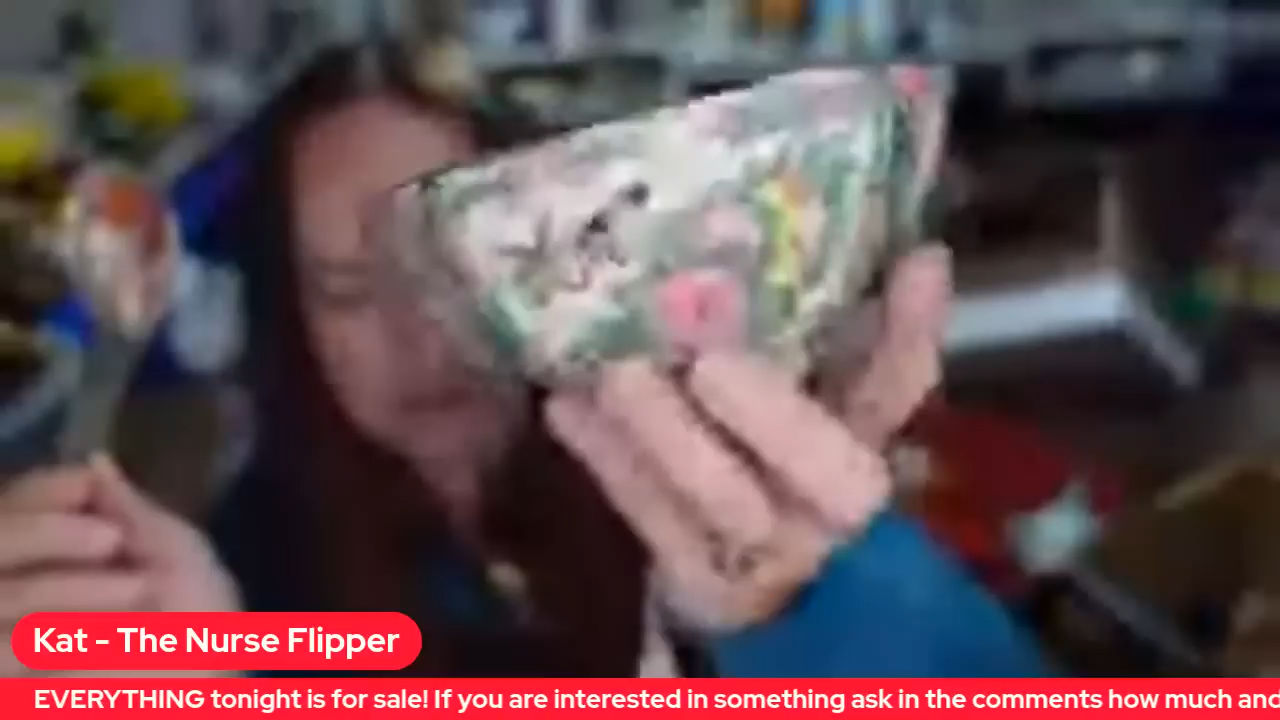 Kat - The Nurse Flipper
EVERYTHING tonight is for sale! If you are interested in something ask in the comments how much and